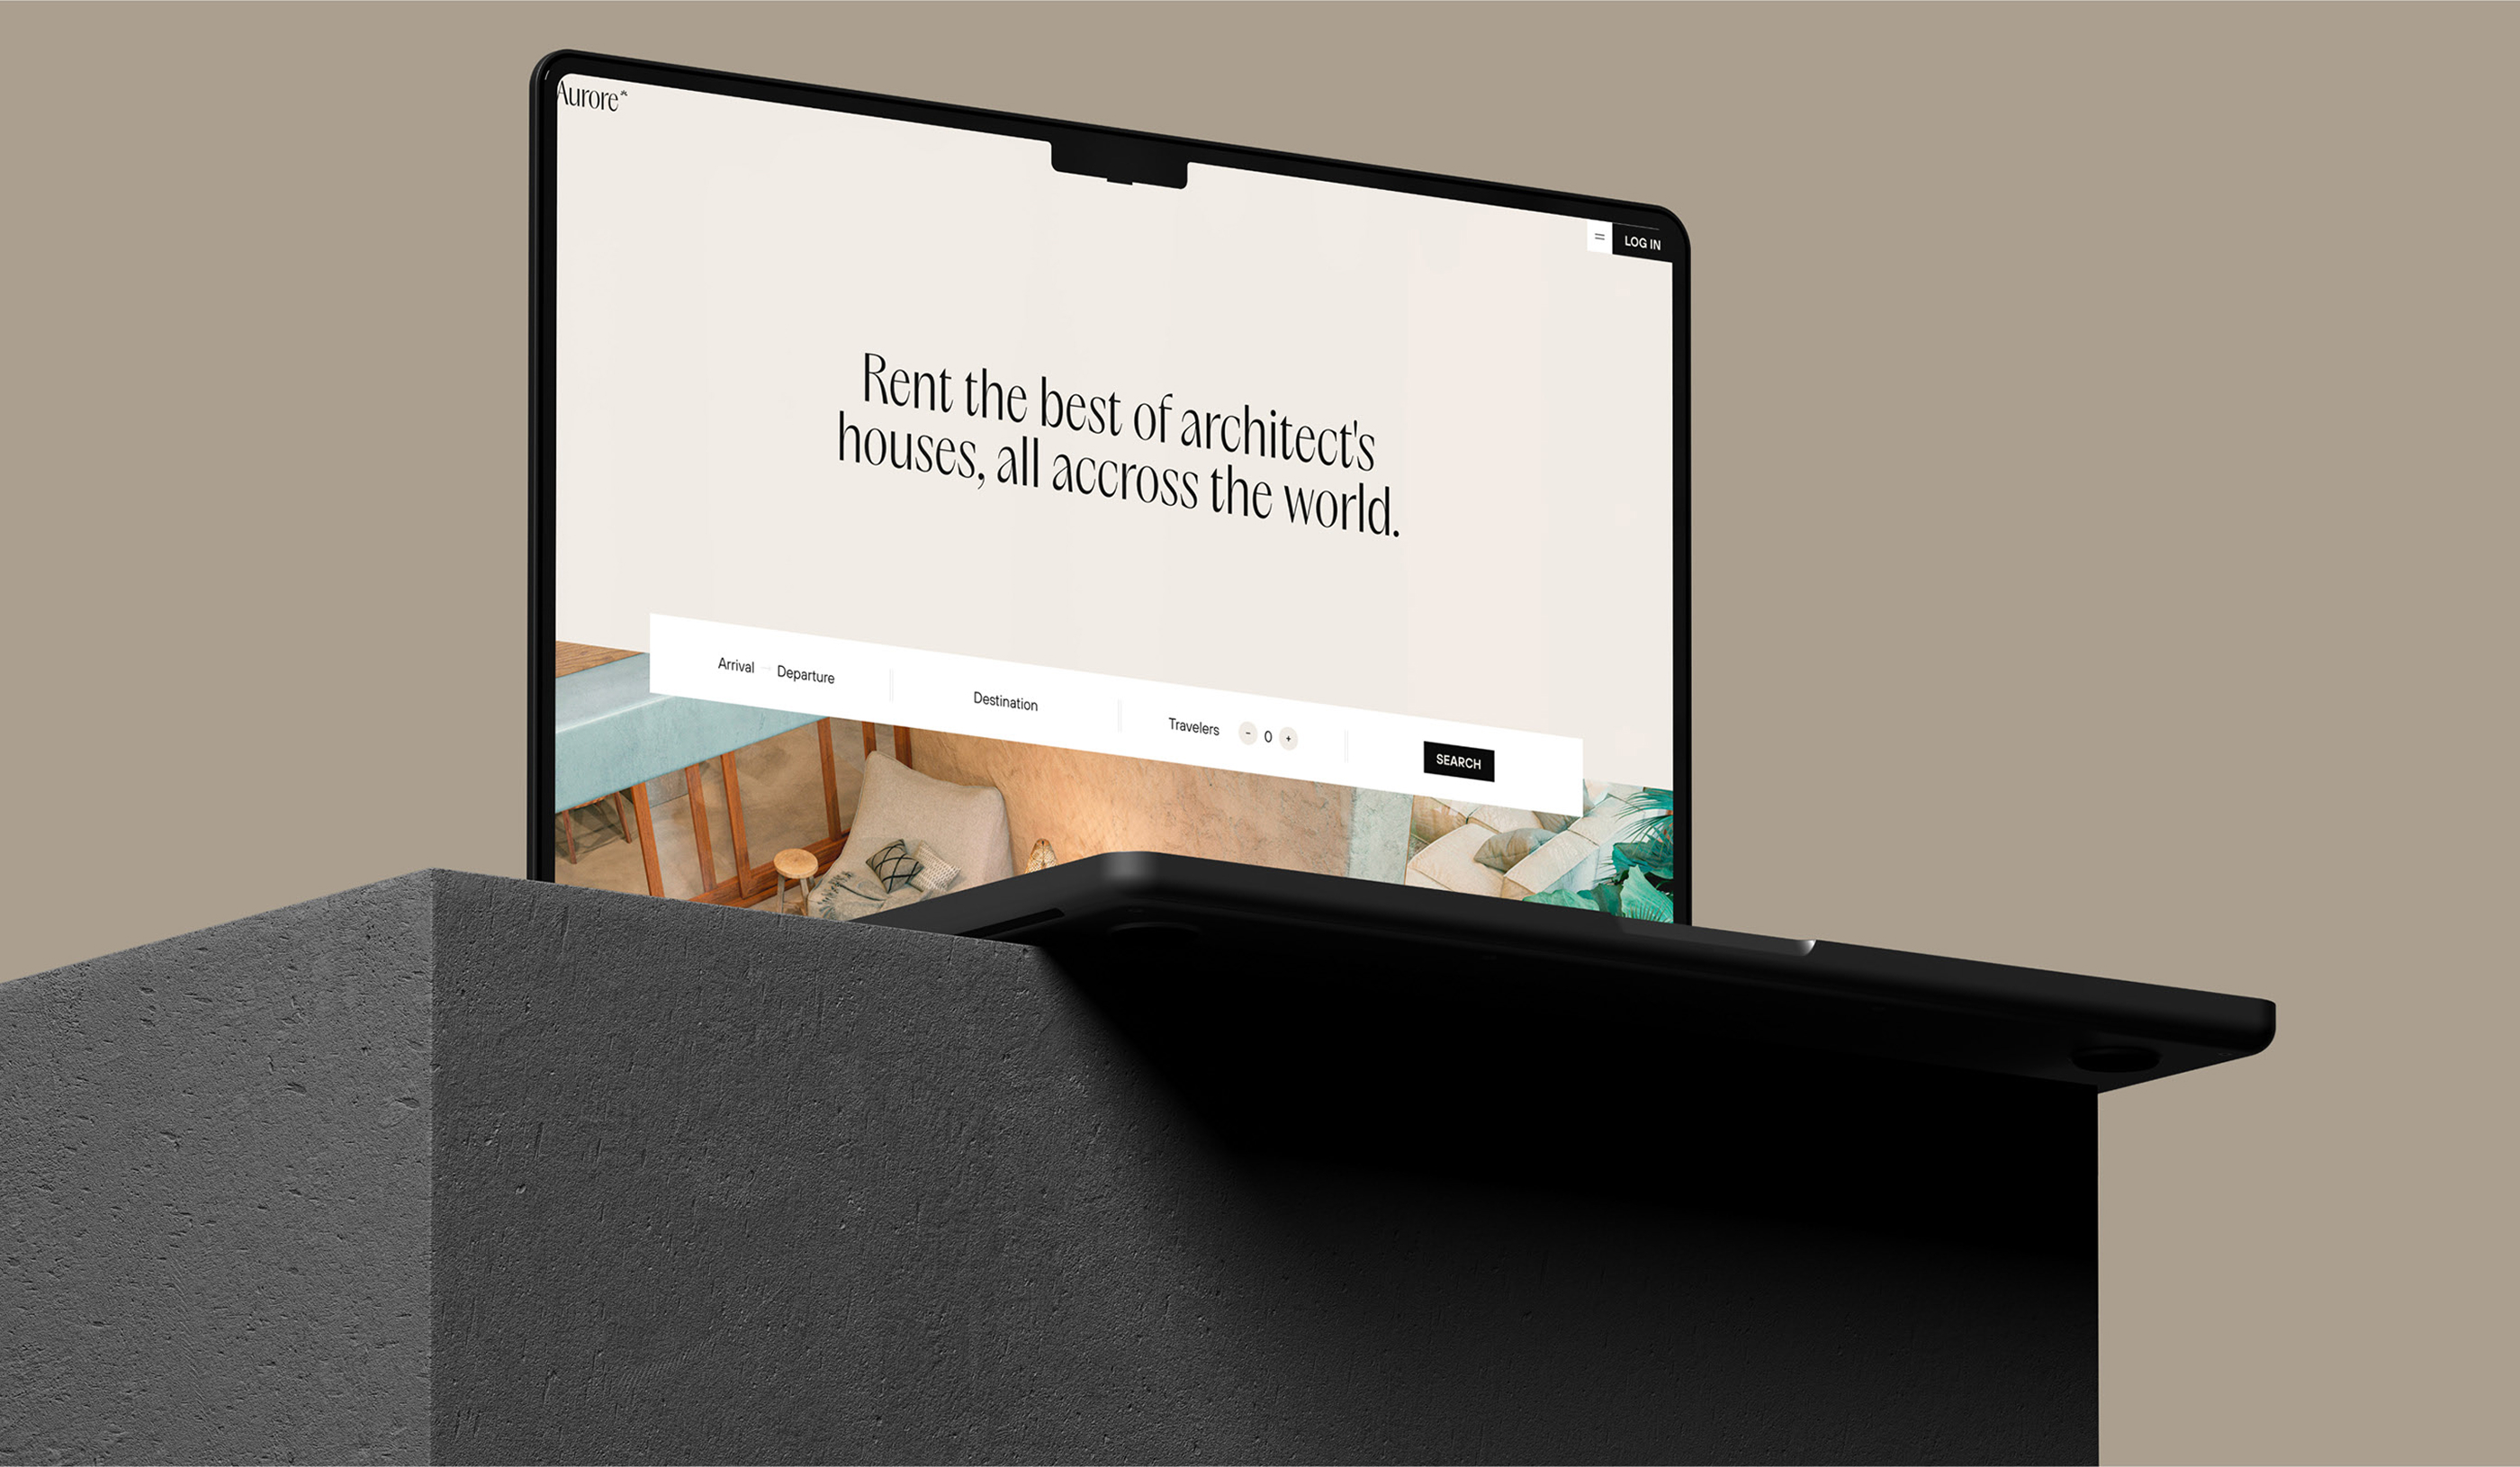 Aurore*
LOG IN
Rent the best of architect's
houses, all accross the world.
Arrival → Departure
Destination
Travelers - 0 +
SEARCH